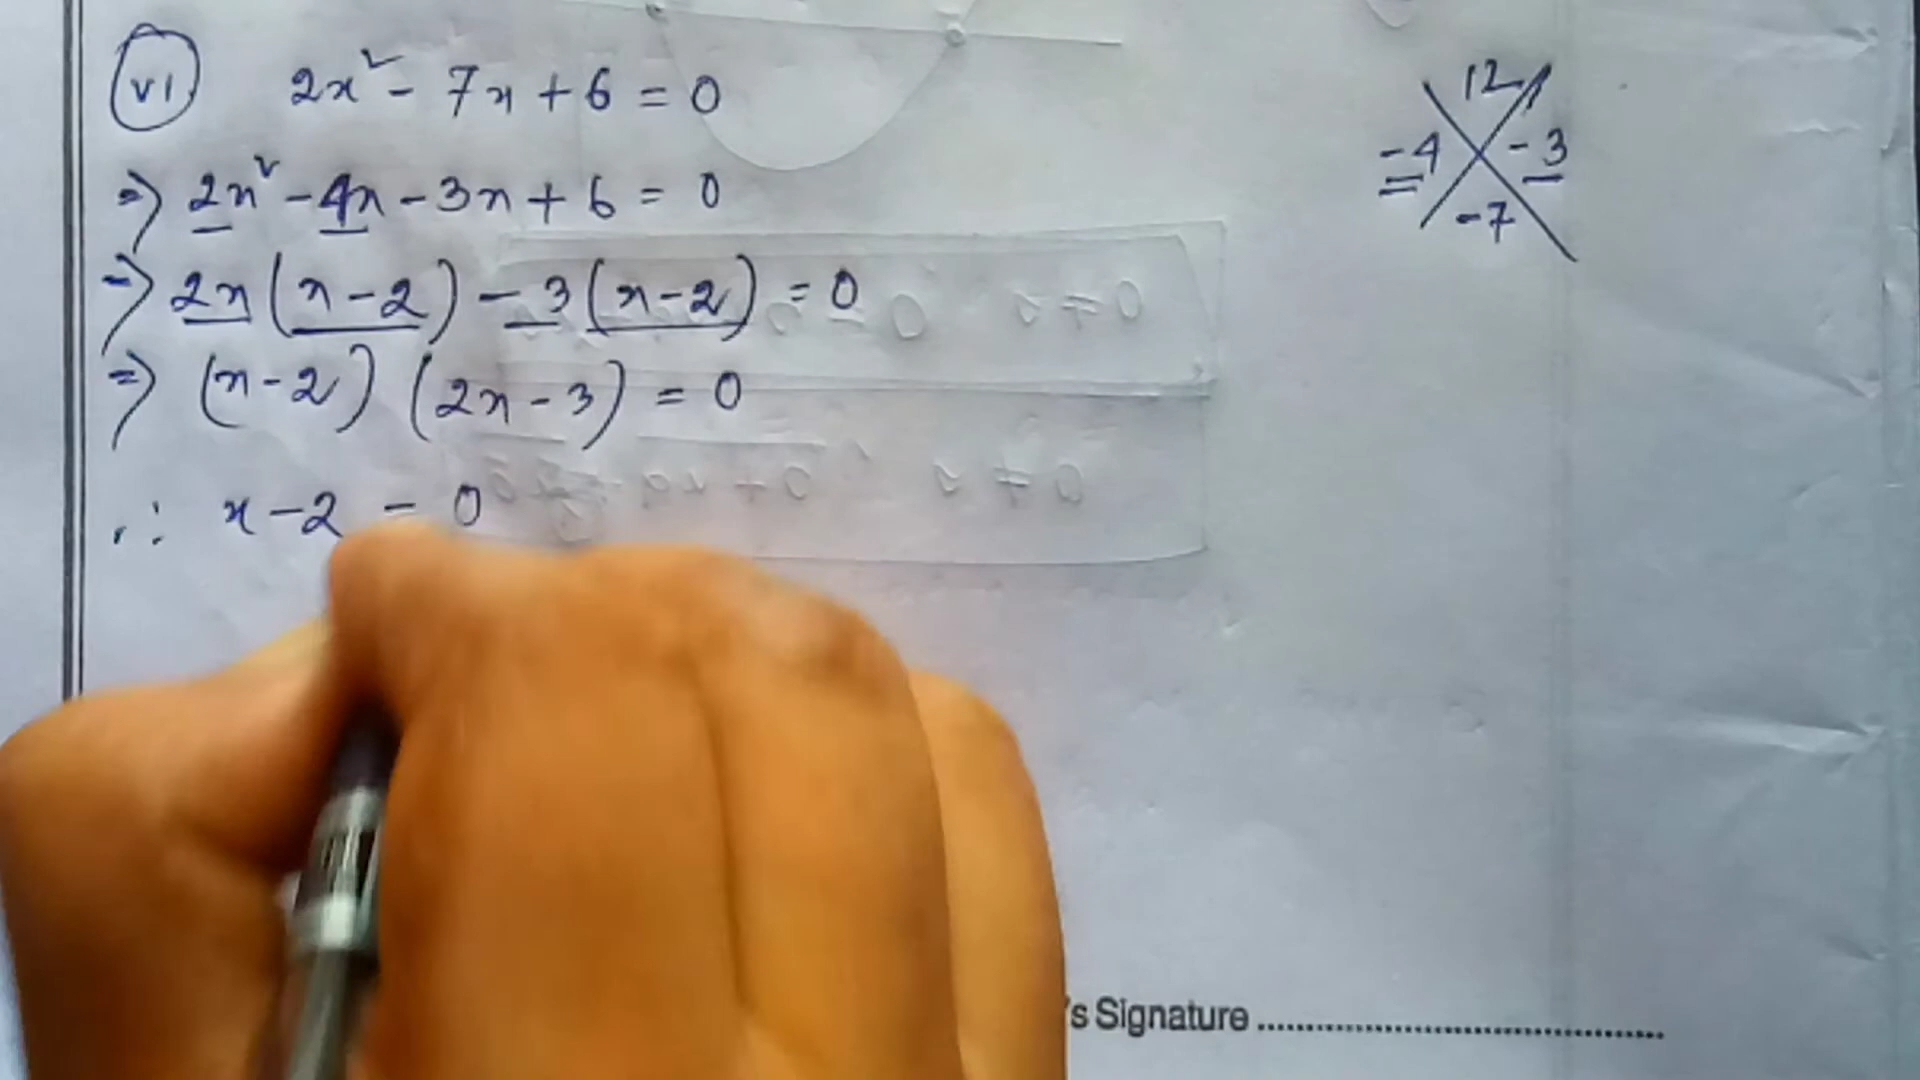 (vi) 2x² - 7x + 6 = 0
⇒ 2x² - 4x - 3x + 6 = 0
⇒ 2x (x - 2) - 3 (x - 2) = 0
⇒ (x - 2) (2x - 3) = 0
∴ x - 2 = 0
12
-4 -3
-7
's Signature